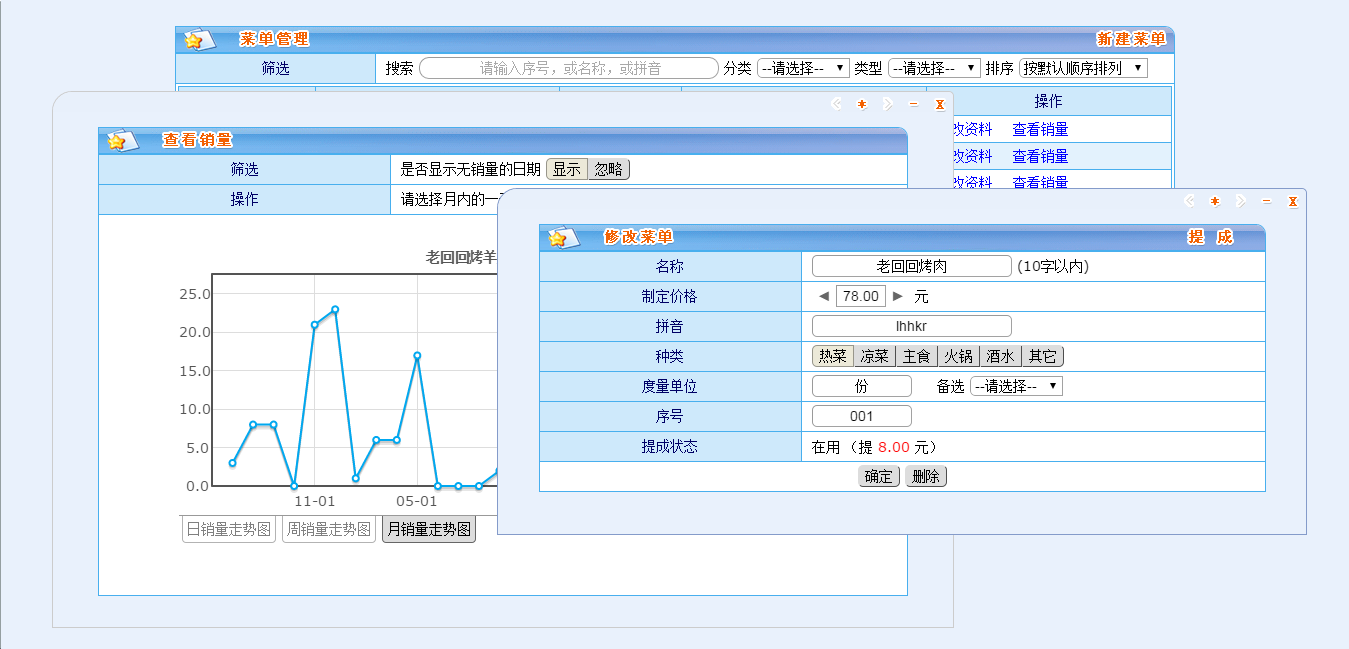 菜单管理 新建菜单
筛选 搜索 请输入序号，或名称，或拼音 分类 --请选择-- 类型 --请选择-- 排序 按默认顺序排列
操作
改资料 查看销量
改资料 查看销量
改资料 查看销量
查看销量
筛选 是否显示无销量的日期 显示 忽略
操作 请选择月内的一
老回回烤羊
25.0
20.0
15.0
10.0
5.0
0.0
11-01 05-01
日销量走势图 周销量走势图 月销量走势图
修改菜单 提 成
名称 老回回烤肉 (10字以内)
制定价格 ◀ 78.00 ▶ 元
拼音 lhhkr
种类 热菜 凉菜 主食 火锅 酒水 其它
度量单位 份 备选 --请选择--
序号 001
提成状态 在用 （提 8.00 元）
确定 删除